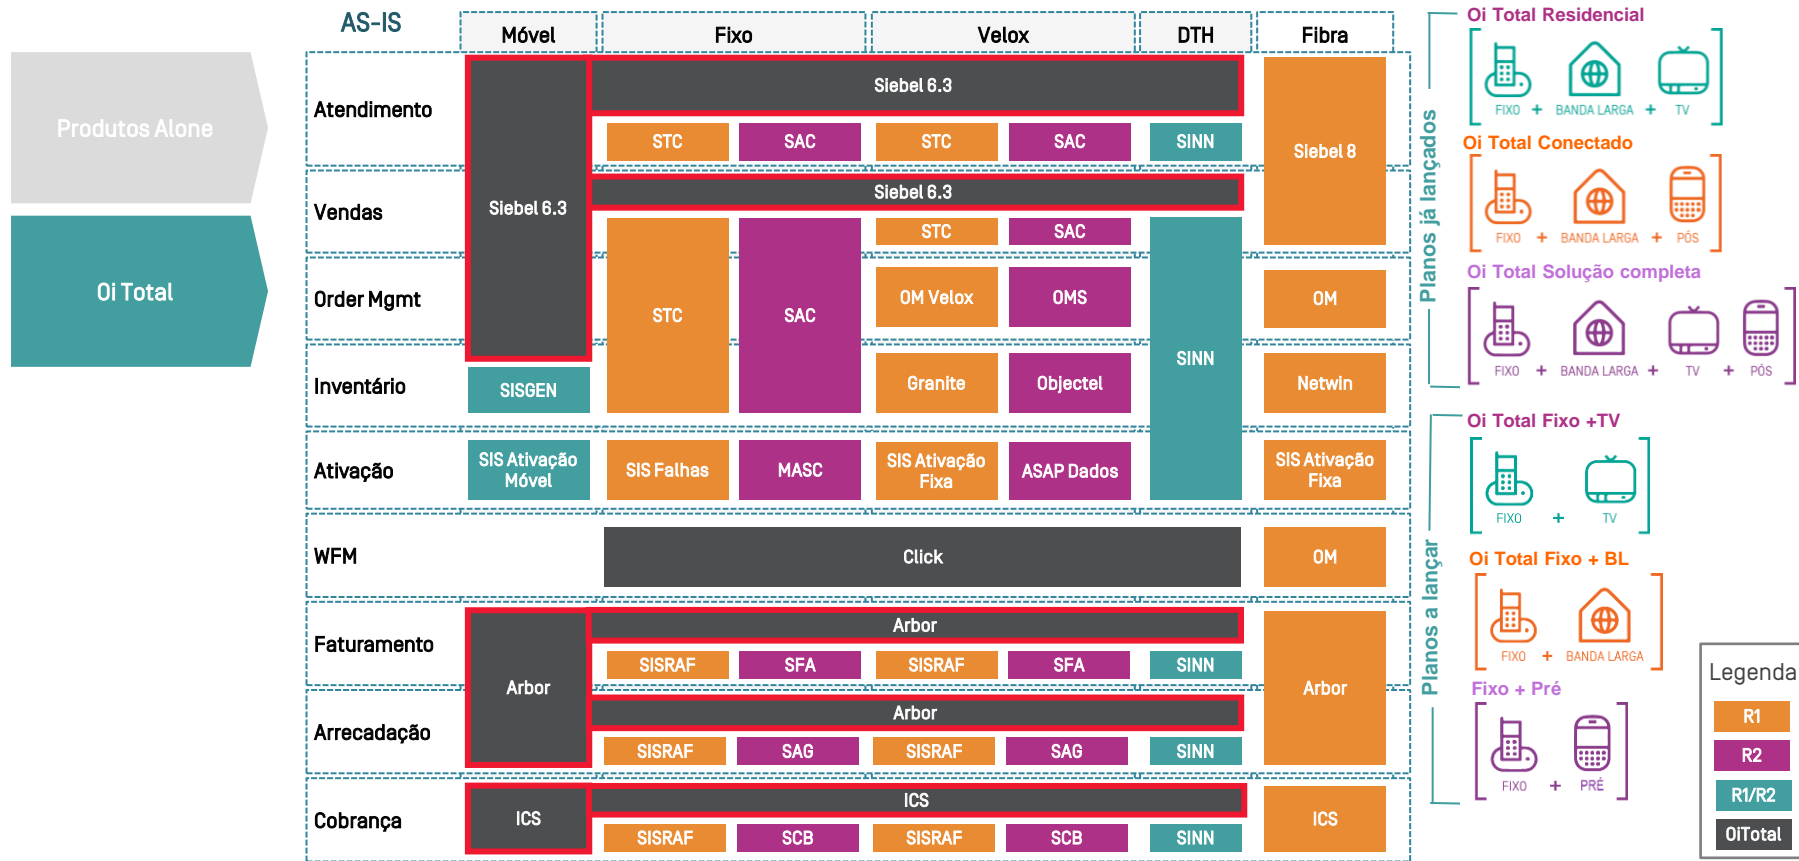 AS-IS
Móvel
Fixo
Velox
DTH
Fibra
Produtos Alone
Oi Total
Atendimento
Siebel 6.3
STC
SAC
STC
SAC
SINN
Siebel 8
Vendas
Siebel 6.3
Siebel 6.3
STC
SAC
Order Mgmt
STC
SAC
OM Velox
OMS
SINN
OM
Inventário
SISGEN
Granite
Objectel
Netwin
Ativação
SIS Ativação
Móvel
SIS Falhas
MASC
SIS Ativação
Fixa
ASAP Dados
SIS Ativação
Fixa
WFM
Click
OM
Faturamento
Arbor
Arbor
SISRAF
SFA
SISRAF
SFA
SINN
Arbor
Arrecadação
Arbor
SISRAF
SAG
SISRAF
SAG
SINN
Cobrança
ICS
ICS
SISRAF
SCB
SISRAF
SCB
SINN
ICS
Planos já lançados
Oi Total Residencial
FIXO + BANDA LARGA + TV
Oi Total Conectado
FIXO + BANDA LARGA + PÓS
Oi Total Solução completa
FIXO + BANDA LARGA + TV + PÓS
Planos a lançar
Oi Total Fixo +TV
FIXO + TV
Oi Total Fixo + BL
FIXO + BANDA LARGA
Fixo + Pré
FIXO + PRÉ
Legenda
R1
R2
R1/R2
OiTotal